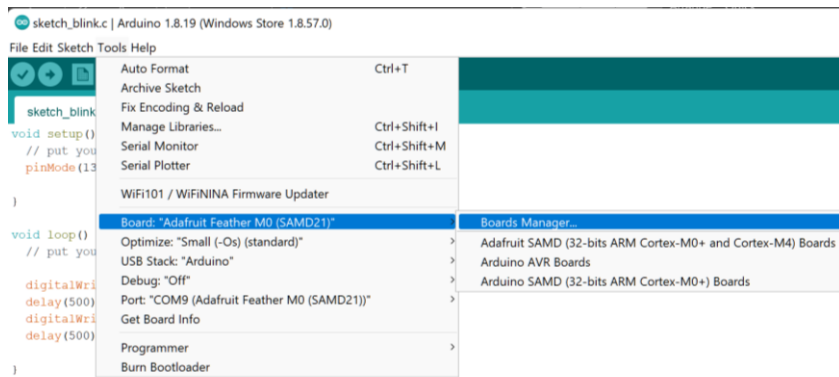 sketch_blink.c | Arduino 1.8.19 (Windows Store 1.8.57.0)
File Edit Sketch Tools Help
sketch_blink
Auto Format Ctrl+T
Archive Sketch
Fix Encoding & Reload
Manage Libraries... Ctrl+Shift+I
Serial Monitor Ctrl+Shift+M
Serial Plotter Ctrl+Shift+L
WiFi101 / WiFiNINA Firmware Updater
Board: "Adafruit Feather M0 (SAMD21)"
Optimize: "Small (-Os) (standard)"
USB Stack: "Arduino"
Debug: "Off"
Port: "COM9 (Adafruit Feather M0 (SAMD21))"
Get Board Info
Programmer
Burn Bootloader
Boards Manager...
Adafruit SAMD (32-bits ARM Cortex-M0+ and Cortex-M4) Boards
Arduino AVR Boards
Arduino SAMD (32-bits ARM Cortex-M0+) Boards
void setup()
// put you
pinMode(13
}
void loop()
// put you
digitalWri
delay(500)
digitalWri
delay(500)
}